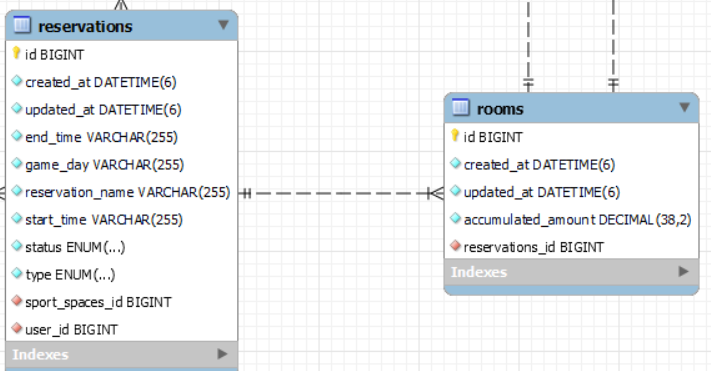 reservations
id BIGINT
created_at DATETIME(6)
updated_at DATETIME(6)
end_time VARCHAR(255)
game_day VARCHAR(255)
reservation_name VARCHAR(255)
start_time VARCHAR(255)
status ENUM(...)
type ENUM(...)
sport_spaces_id BIGINT
user_id BIGINT
Indexes
rooms
id BIGINT
created_at DATETIME(6)
updated_at DATETIME(6)
accumulated_amount DECIMAL(38,2)
reservations_id BIGINT
Indexes